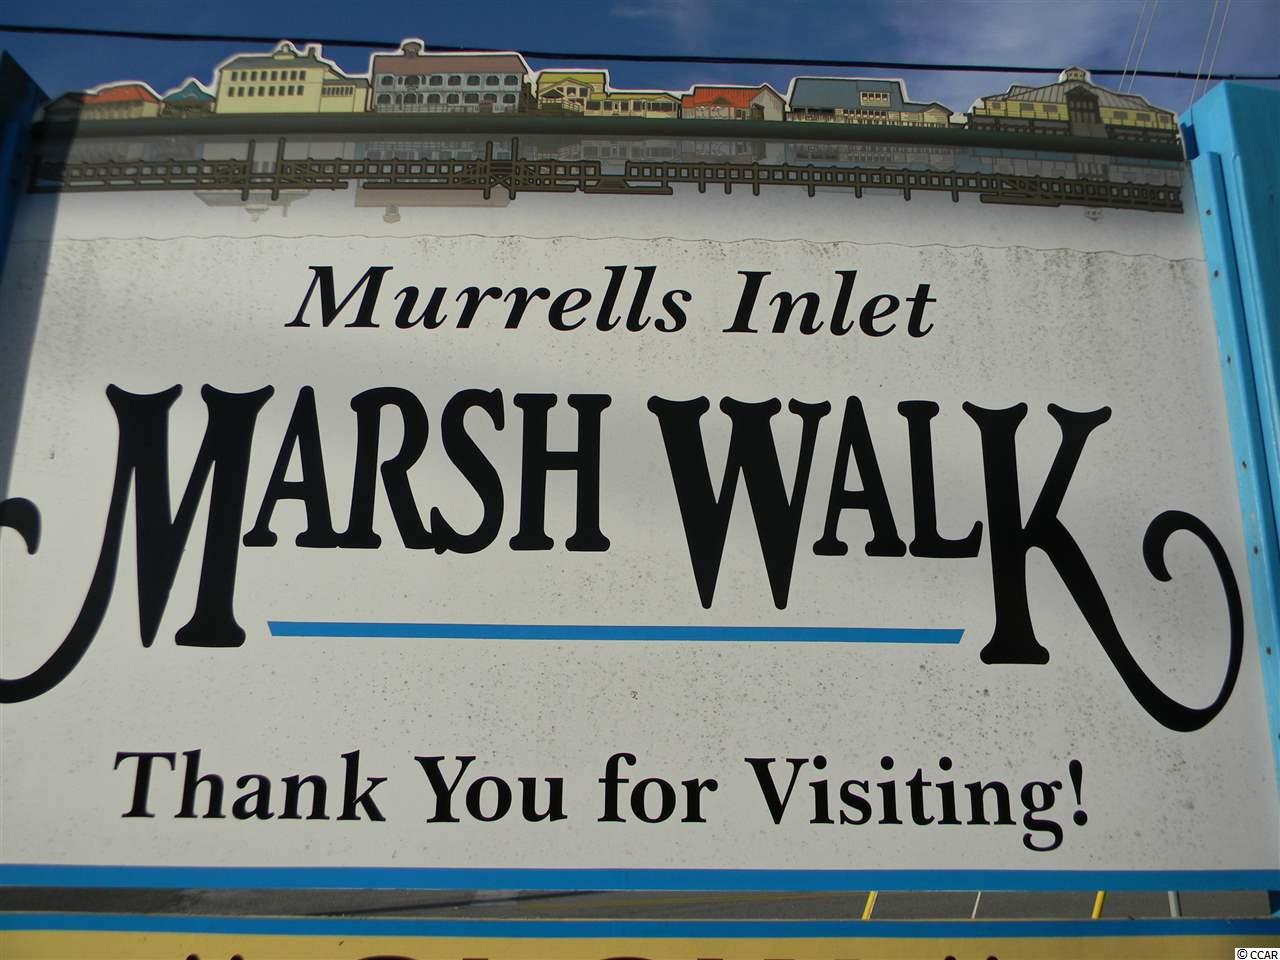 Murrells Inlet
MARSH WALK
Thank You for Visiting!
© CCAR